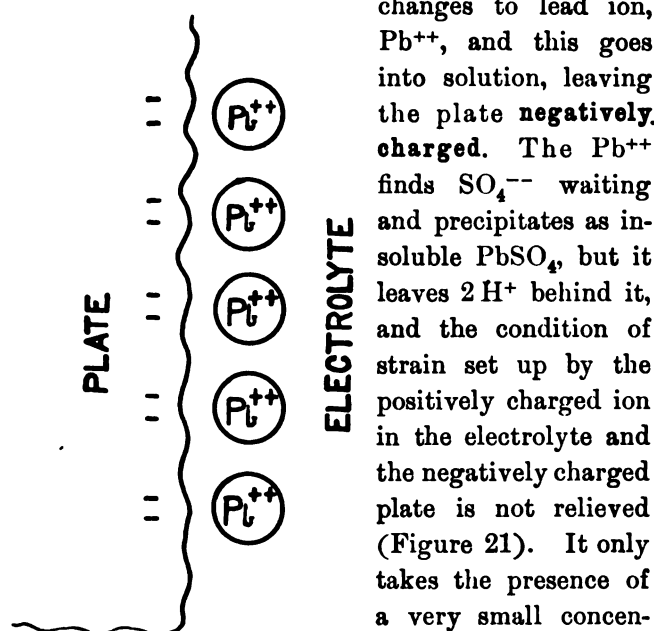 PLATE
Pb++
Pb++
Pb++
Pb++
Pb++
ELECTROLYTE
changes to lead ion,
Pb++, and this goes
into solution, leaving
the plate negatively
charged. The Pb++
finds SO₄-- waiting
and precipitates as in-
soluble PbSO₄, but it
leaves 2 H+ behind it,
and the condition of
strain set up by the
positively charged ion
in the electrolyte and
the negatively charged
plate is not relieved
(Figure 21). It only
takes the presence of
a very small concen-